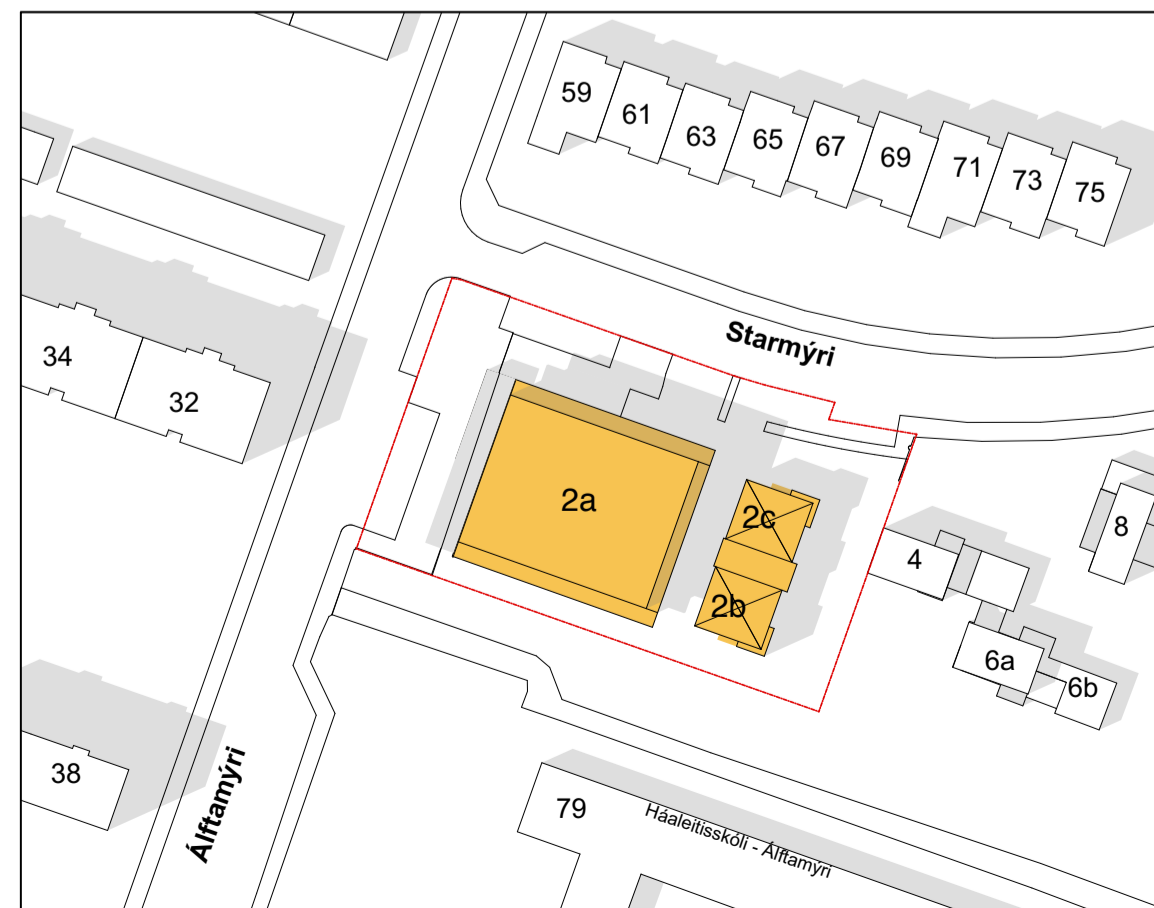 59
61
63
65
67
69
71
73
75
Starmýri
34
32
2a
2c
2b
4
8
6a
6b
38
Álftamýri
79
Háaleitisskóli - Álftamýri